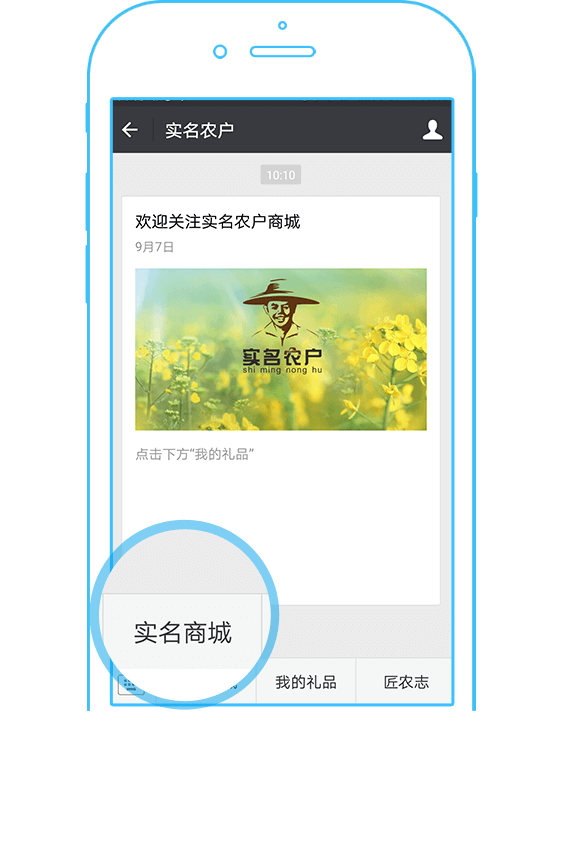 实名农户
10:10
欢迎关注实名农户商城
9月7日
实名农户
shi ming nong hu
点击下方“我的礼品”
实名商城
我的礼品
匠农志